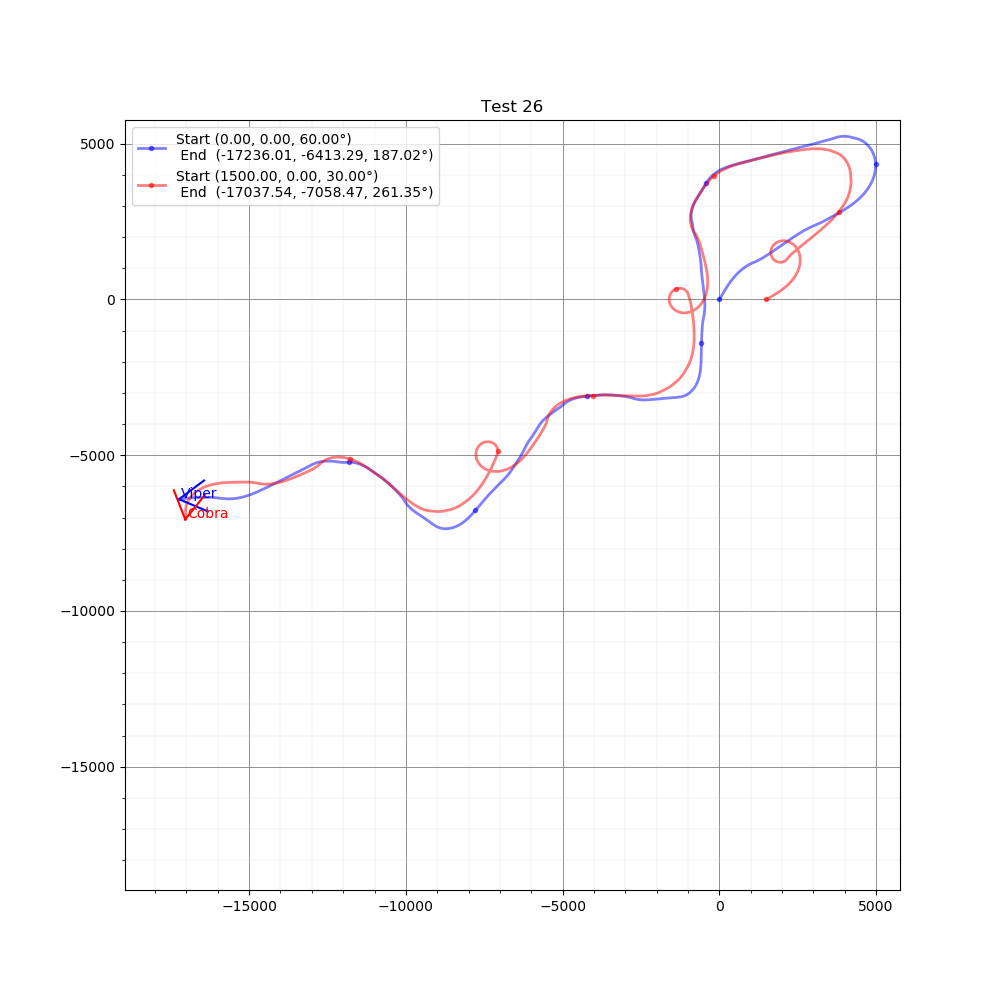 Test 26
Start (0.00, 0.00, 60.00°)
End  (-17236.01, -6413.29, 187.02°)
Start (1500.00, 0.00, 30.00°)
End  (-17037.54, -7058.47, 261.35°)
5000
0
−5000
−10000
−15000
Viper
Cobra
−15000
−10000
−5000
0
5000